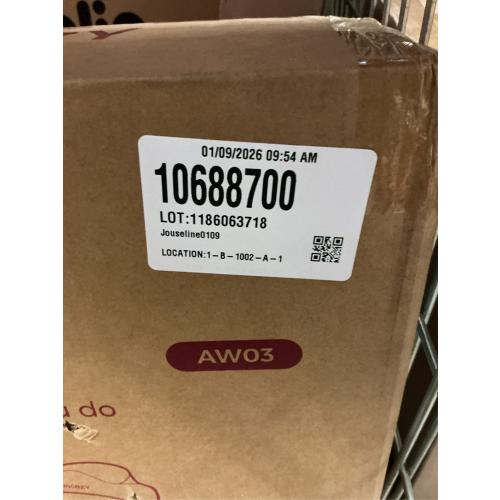 01/09/2026 09:54 AM
10688700
LOT:1186063718
Jouseline0109
LOCATION:1-B-1002-A-1
AW03
do